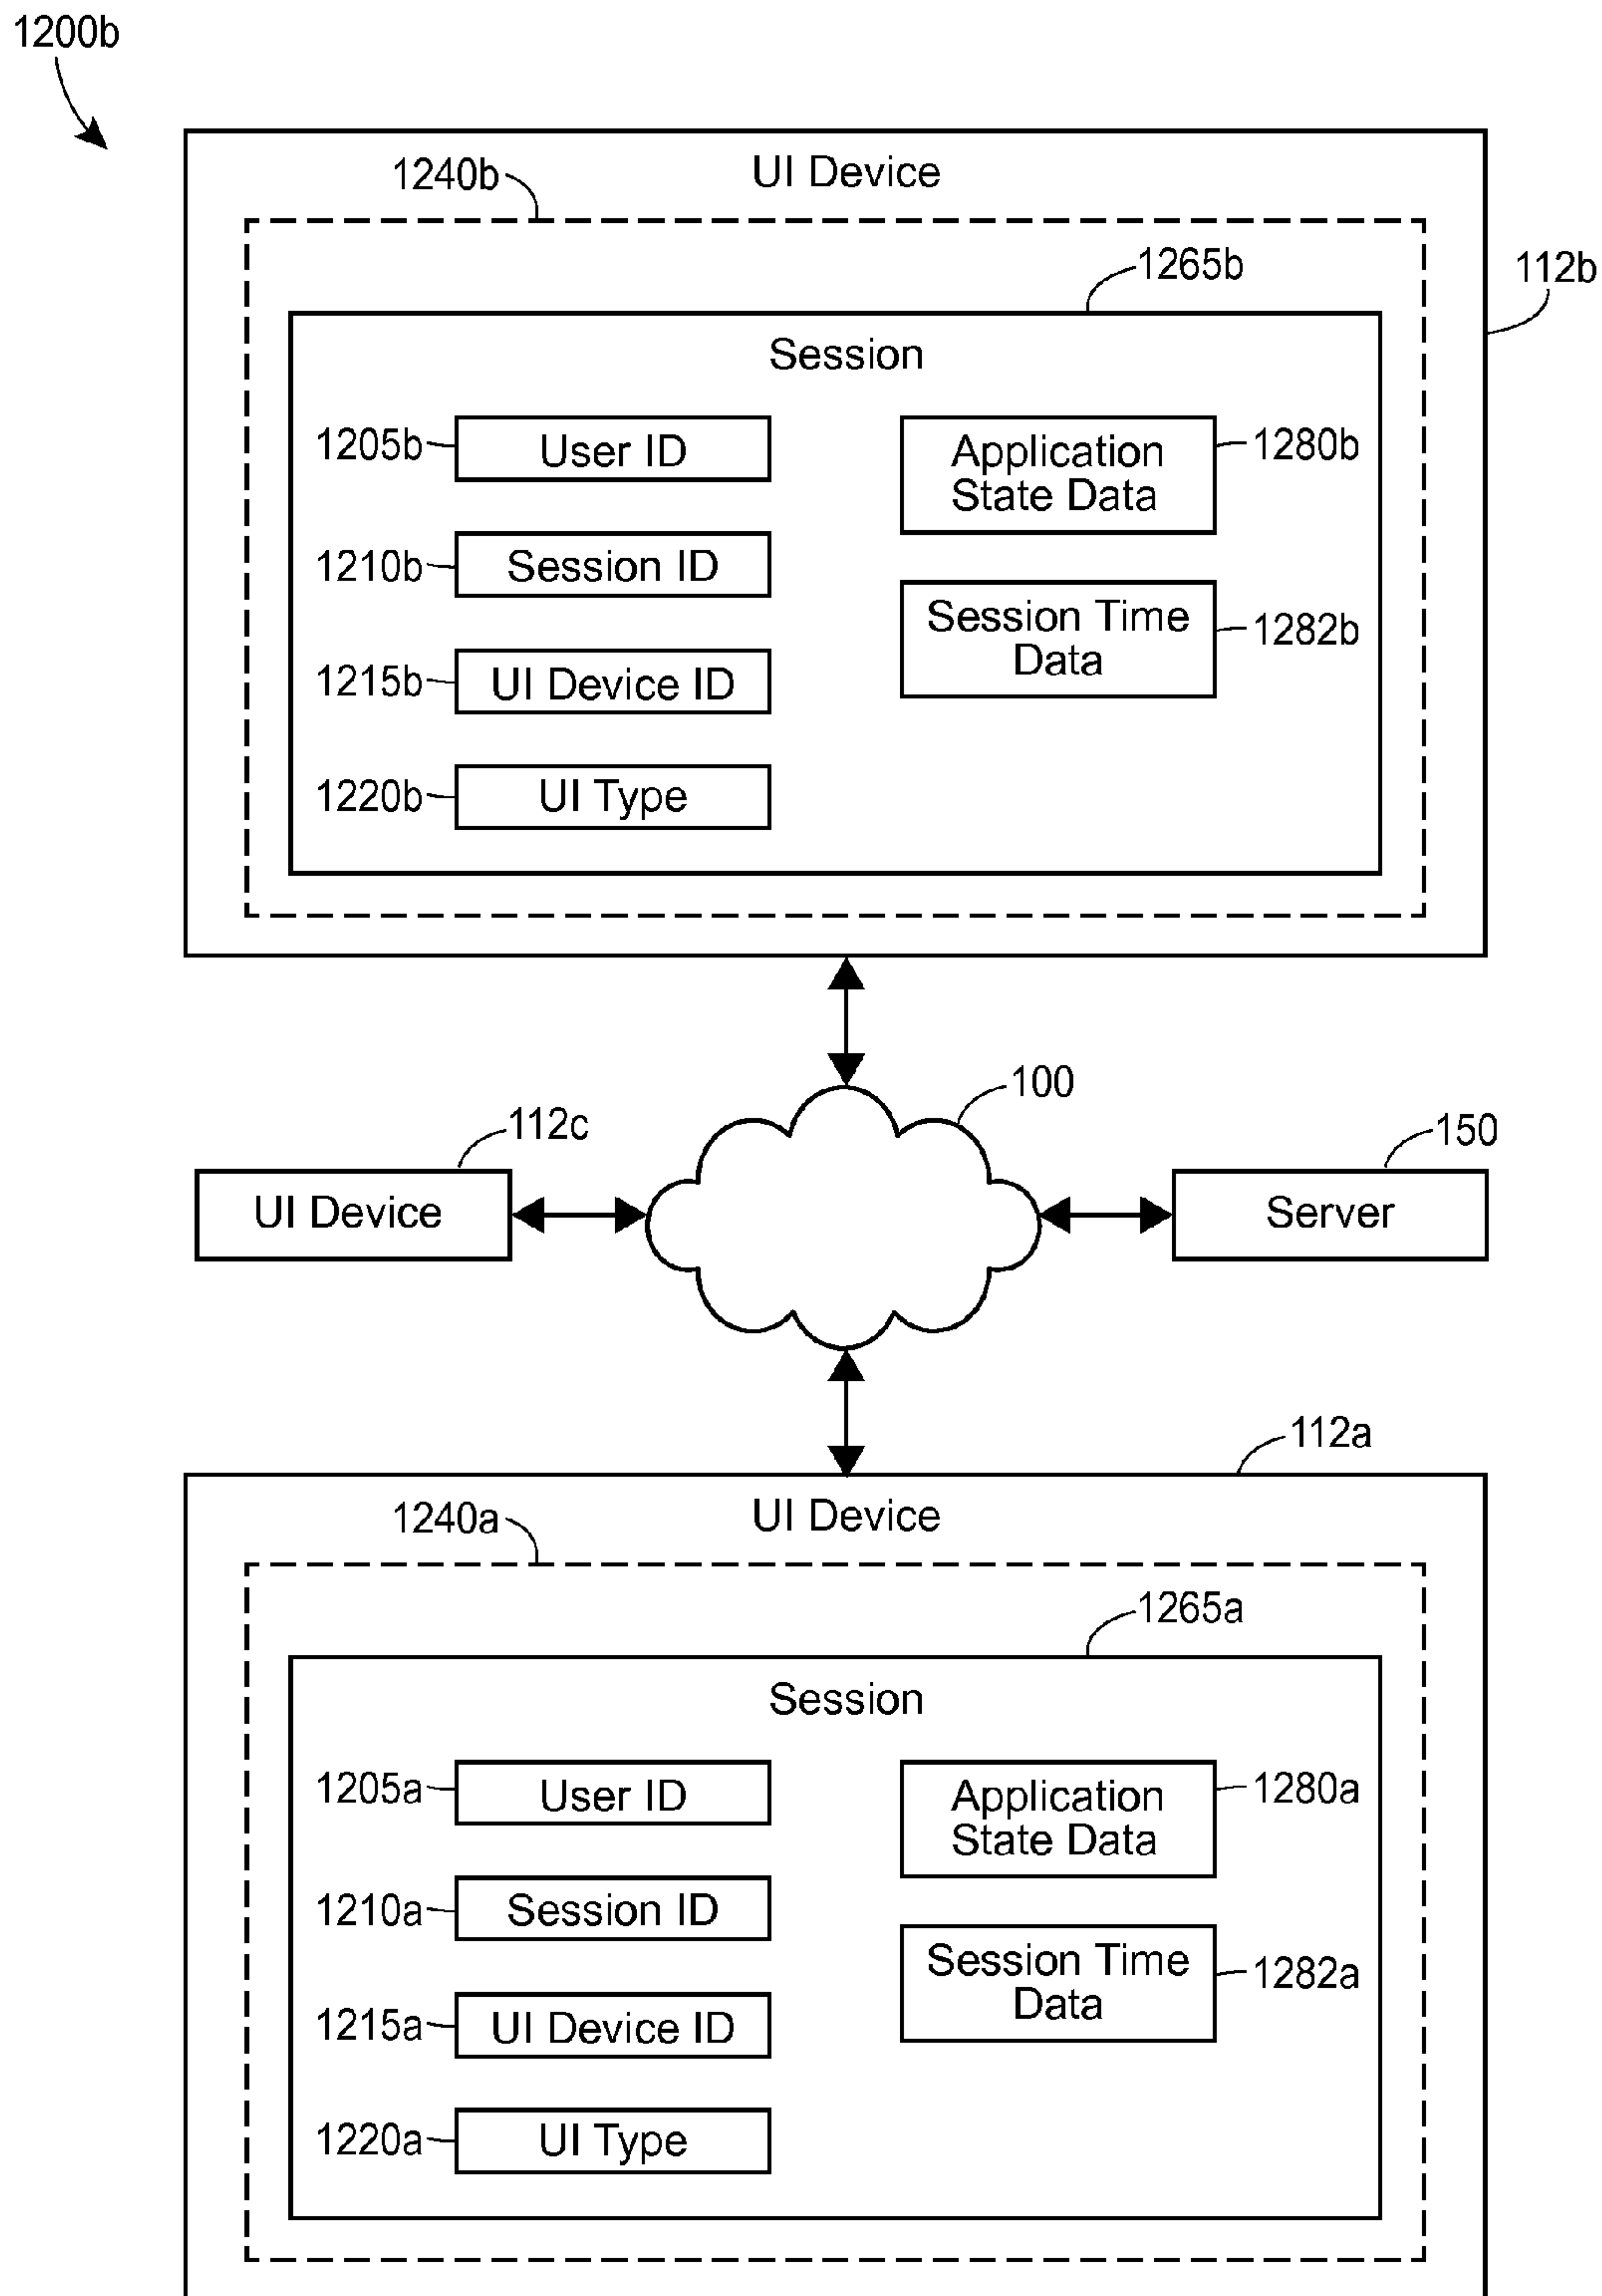 1200b
UI Device
1240b
1265b
112b
Session
1205b
User ID
Application
State Data
1280b
1210b
Session ID
Session Time
Data
1282b
1215b
UI Device ID
1220b
UI Type
100
112c
150
UI Device
Server
112a
UI Device
1240a
1265a
Session
1205a
User ID
Application
State Data
1280a
1210a
Session ID
Session Time
Data
1282a
1215a
UI Device ID
1220a
UI Type